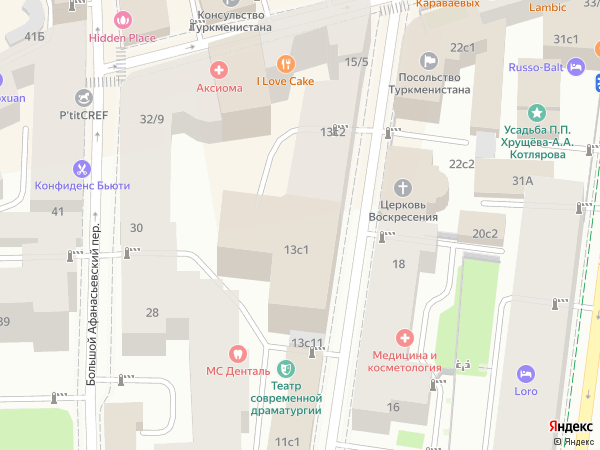 Консульство
Туркменистана
Караваевых
Lambic
41Б
Hidden Place
22с1
31с1
33/
15/5
Посольство
Туркменистана
Russo-Balt
I Love Cake
Аксиома
P'titCREF
32/9
13с2
Усадьба П.П.
Хрущёва-А.А.
Котлярова
22с2
31А
Конфиденс Бьюти
Церковь
Воскресения
41
30
20с2
13с1
18
Большой Афанасьевский пер.
28
39
13с11
МС Денталь
Медицина и
косметология
Театр
современной
драматургии
Loro
16
11с1
Яндекс
© Яндекс